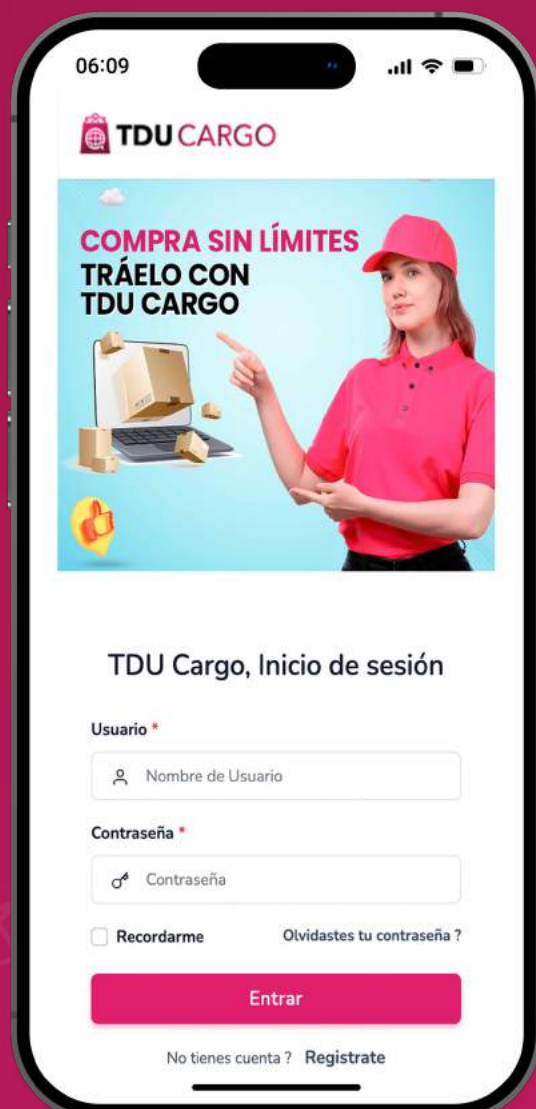 06:09
TDU CARGO
COMPRA SIN LÍMITES
TRÁELO CON
TDU CARGO
TDU Cargo, Inicio de sesión
Usuario *
Nombre de Usuario
Contraseña *
Contraseña
Recordarme Olvidastes tu contraseña ?
Entrar
No tienes cuenta ? Registrate